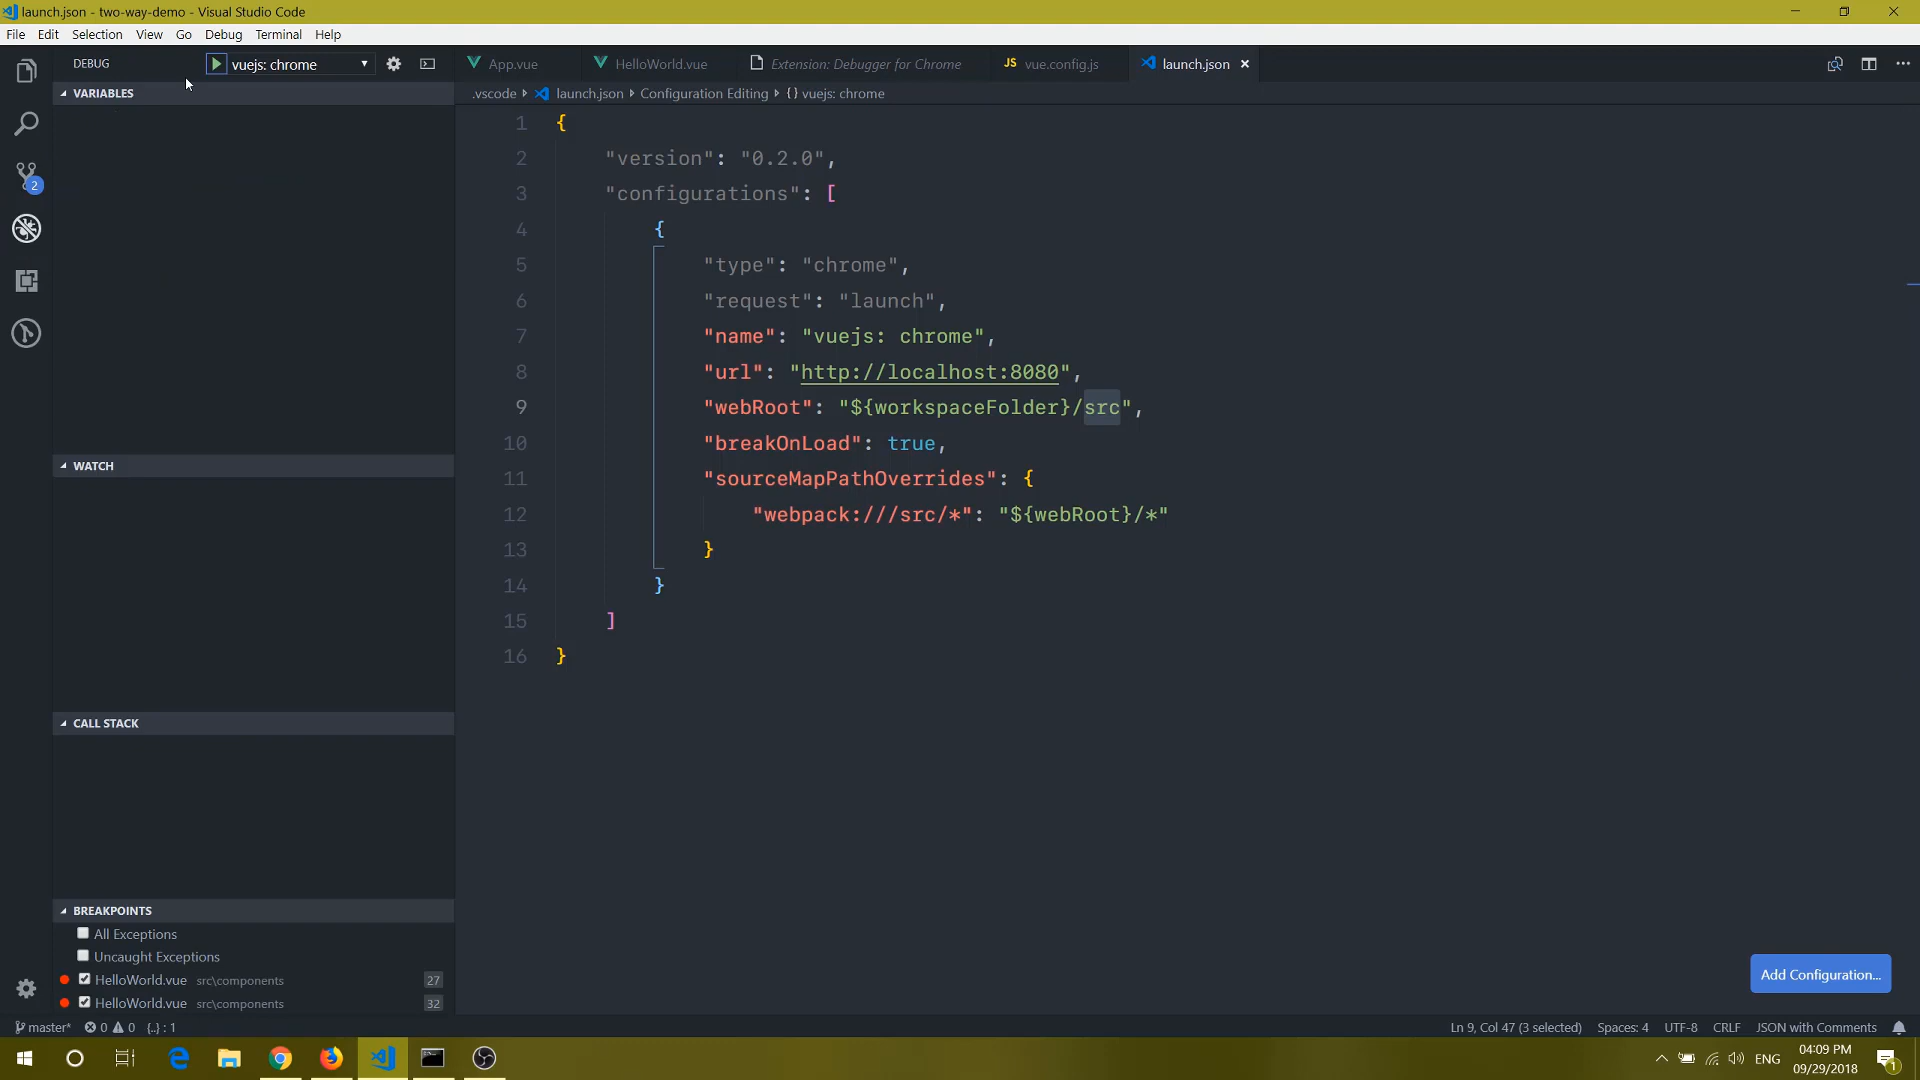 launch.json - two-way-demo - Visual Studio Code
File Edit Selection View Go Debug Terminal Help
DEBUG vuejs: chrome
App.vue HelloWorld.vue Extension: Debugger for Chrome JS vue.config.js launch.json
VARIABLES
.vscode launch.json Configuration Editing {} vuejs: chrome
1 {
2 "version": "0.2.0",
3 "configurations": [
4 {
5 "type": "chrome",
6 "request": "launch",
7 "name": "vuejs: chrome",
8 "url": "http://localhost:8080",
9 "webRoot": "${workspaceFolder}/src",
10 "breakOnLoad": true,
11 "sourceMapPathOverrides": {
12 "webpack:///src/*": "${webRoot}/*"
13 }
14 }
15 ]
16 }
2
WATCH
CALL STACK
BREAKPOINTS
All Exceptions
Uncaught Exceptions
HelloWorld.vue src\components 27
HelloWorld.vue src\components 32
Add Configuration...
master* 0 0 {..} : 1
Ln 9, Col 47 (3 selected) Spaces: 4 UTF-8 CRLF JSON with Comments
ENG
04:09 PM
09/29/2018
1